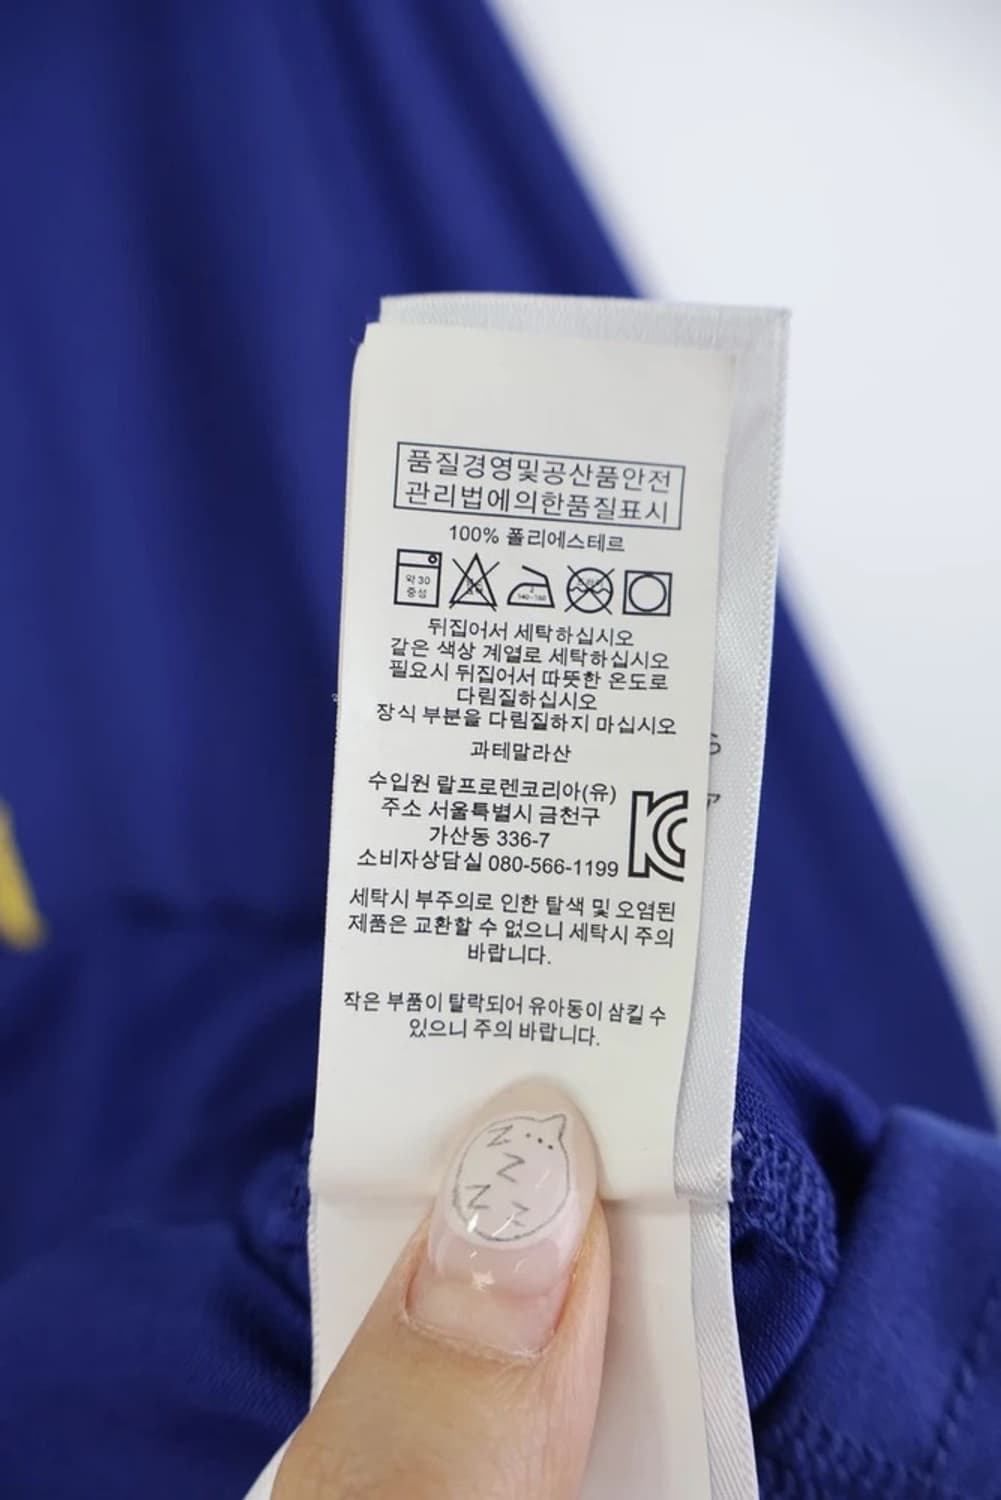 품질경영및공산품안전
관리법에의한품질표시
100% 폴리에스테르
약 30
중성
뒤집어서 세탁하십시오
같은 색상 계열로 세탁하십시오
필요시 뒤집어서 따뜻한 온도로
다림질하십시오
장식 부분을 다림질하지 마십시오
과테말라산
수입원 랄프로렌코리아(유)
주소 서울특별시 금천구
가산동 336-7
소비자상담실 080-566-1199
세탁시 부주의로 인한 탈색 및 오염된
제품은 교환할 수 없으니 세탁시 주의
바랍니다.
작은 부품이 탈락되어 유아동이 삼킬 수
있으니 주의 바랍니다.
Z
Z
Z
Z